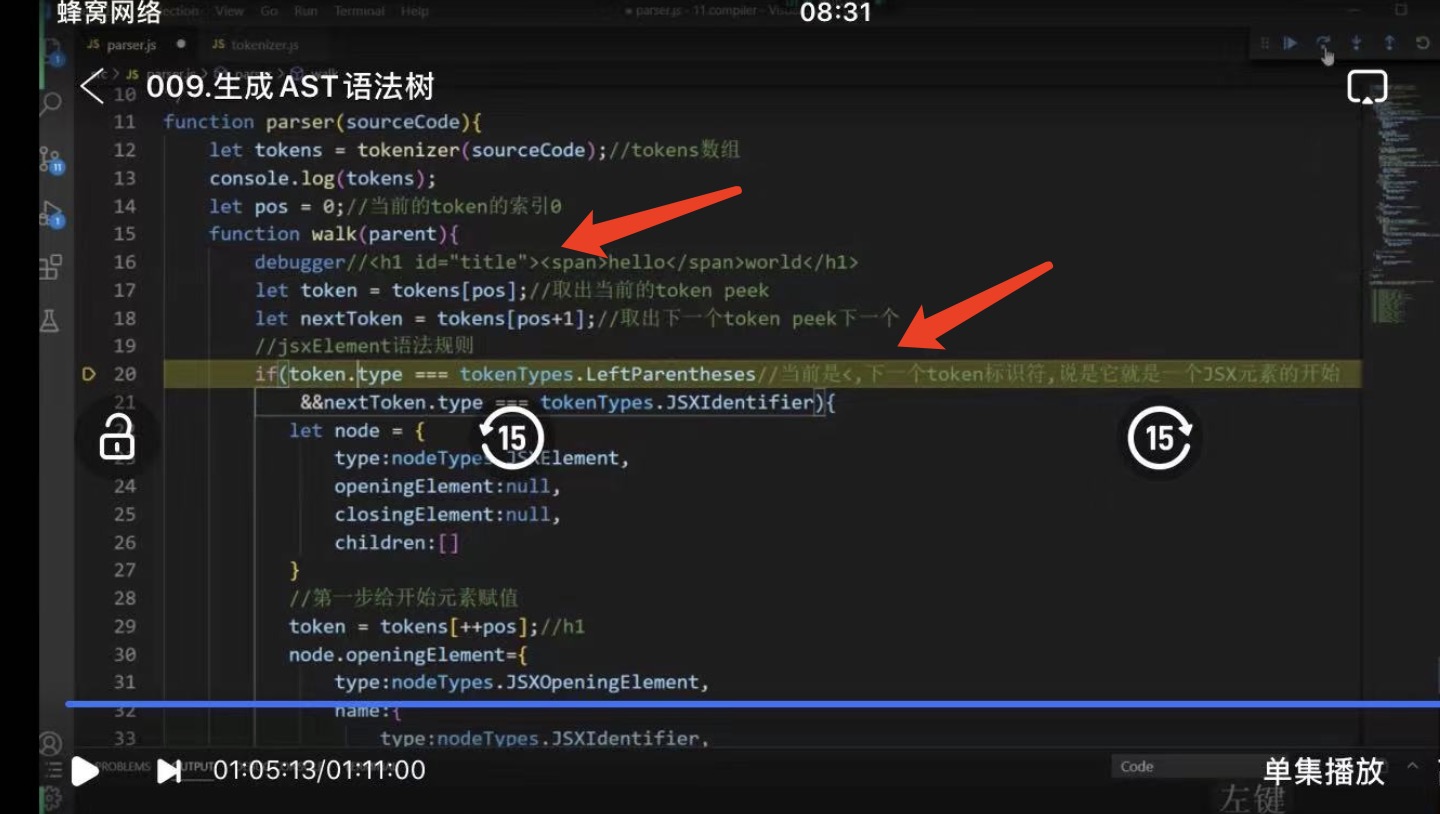 蜂窝网络
08:31
View Go Run Terminal Help
parser.js - 11.compiler
JS parser.js
JS tokenizer.js
009.生成AST语法树
10
11 function parser(sourceCode){
12 let tokens = tokenizer(sourceCode);//tokens数组
13 console.log(tokens);
14 let pos = 0;//当前的token的索引0
15 function walk(parent){
16 debugger//<h1 id="title"><span>hello</span>world</h1>
17 let token = tokens[pos];//取出当前的token peek
18 let nextToken = tokens[pos+1];//取出下一个token peek下一个
19 //jsxElement语法规则
20 if(token.type === tokenTypes.LeftParentheses//当前是<,下一个token标识符,说是它就是一个JSX元素的开始
21 &&nextToken.type === tokenTypes.JSXIdentifier){
let node = {
type:nodeTypes.JSXElement,
24 openingElement:null,
25 closingElement:null,
26 children:[]
27 }
28 //第一步给开始元素赋值
29 token = tokens[++pos];//h1
30 node.openingElement={
31 type:nodeTypes.JSXOpeningElement,
32 name:{
33 type:nodeTypes.JSXIdentifier,
15
15
11
1
1
PROBLEMS OUTPUT
01:05:13/01:11:00
Code
单集播放
左键